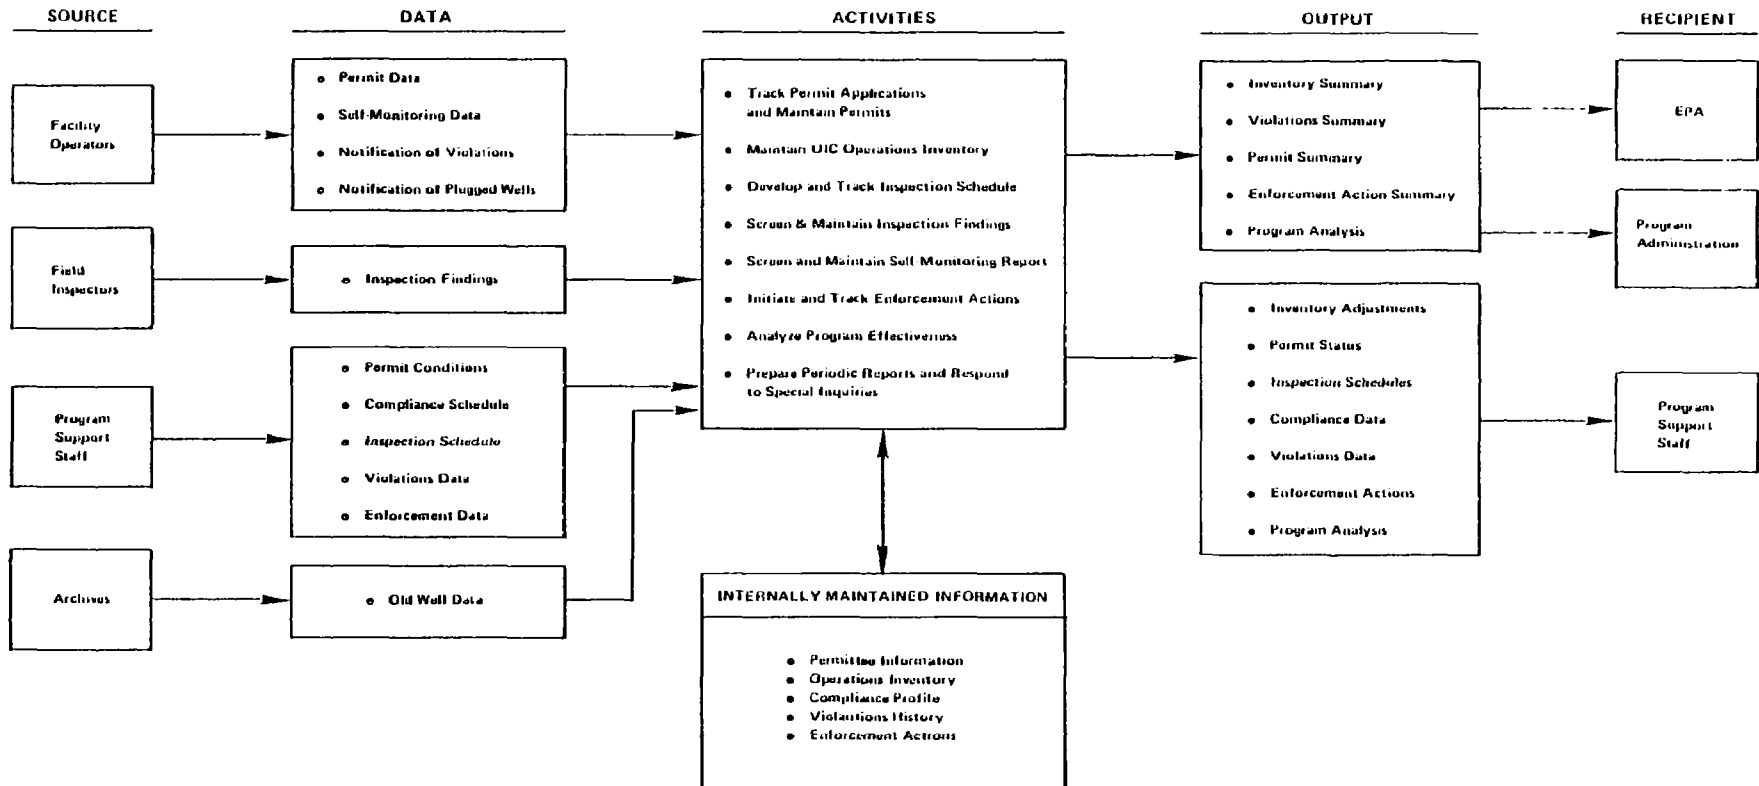 SOURCE
DATA
ACTIVITIES
OUTPUT
RECIPIENT
Facility
Operators
• Permit Data
• Self-Monitoring Data
• Notification of Violations
• Notification of Plugged Wells
Field
Inspectors
• Inspection Findings
Program
Support
Staff
• Permit Conditions
• Compliance Schedule
• Inspection Schedule
• Violations Data
• Enforcement Data
Archives
• Old Well Data
• Track Permit Applications
and Maintain Permits
• Maintain UIC Operations Inventory
• Develop and Track Inspection Schedule
• Screen & Maintain Inspection Findings
• Screen and Maintain Self-Monitoring Report
• Initiate and Track Enforcement Actions
• Analyze Program Effectiveness
• Prepare Periodic Reports and Respond
to Special Inquiries
INTERNALLY MAINTAINED INFORMATION
• Permittee Information
• Operations Inventory
• Compliance Profile
• Violantions History
• Enforcement Actions
• Inventory Summary
• Violations Summary
• Permit Summary
• Enforcement Action Summary
• Program Analysis
• Inventory Adjustments
• Permit Status
• Inspection Schedules
• Compliance Data
• Violations Data
• Enforcement Actions
• Program Analysis
EPA
Program
Administration
Program
Support
Staff